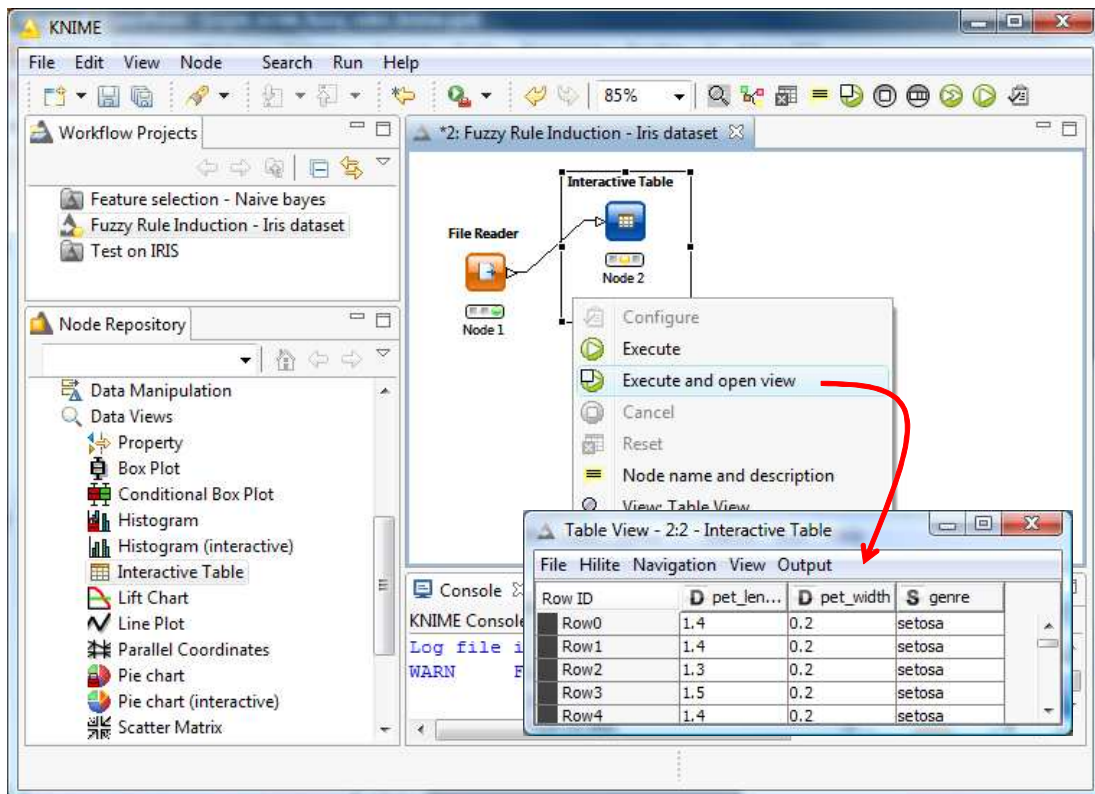 KNIME
File Edit View Node Search Run Help
85%
Workflow Projects
Feature selection - Naive bayes
Fuzzy Rule Induction - Iris dataset
Test on IRIS
Node Repository
Data Manipulation
Data Views
Property
Box Plot
Conditional Box Plot
Histogram
Histogram (interactive)
Interactive Table
Lift Chart
Line Plot
Parallel Coordinates
Pie chart
Pie chart (interactive)
Scatter Matrix
*2: Fuzzy Rule Induction - Iris dataset
Interactive Table
File Reader
Node 2
Node 1
Configure
Execute
Execute and open view
Cancel
Reset
Node name and description
View: Table View
Console
KNIME Console
Log file i
WARN F
Table View - 2:2 - Interactive Table
File Hilite Navigation View Output
Row ID D pet_len... D pet_width S genre
Row0 1.4 0.2 setosa
Row1 1.4 0.2 setosa
Row2 1.3 0.2 setosa
Row3 1.5 0.2 setosa
Row4 1.4 0.2 setosa